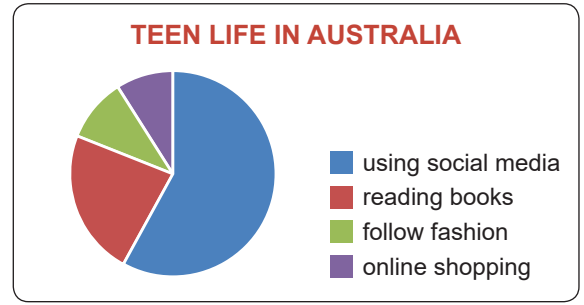 TEEN LIFE IN AUSTRALIA
using social media
reading books
follow fashion
online shopping